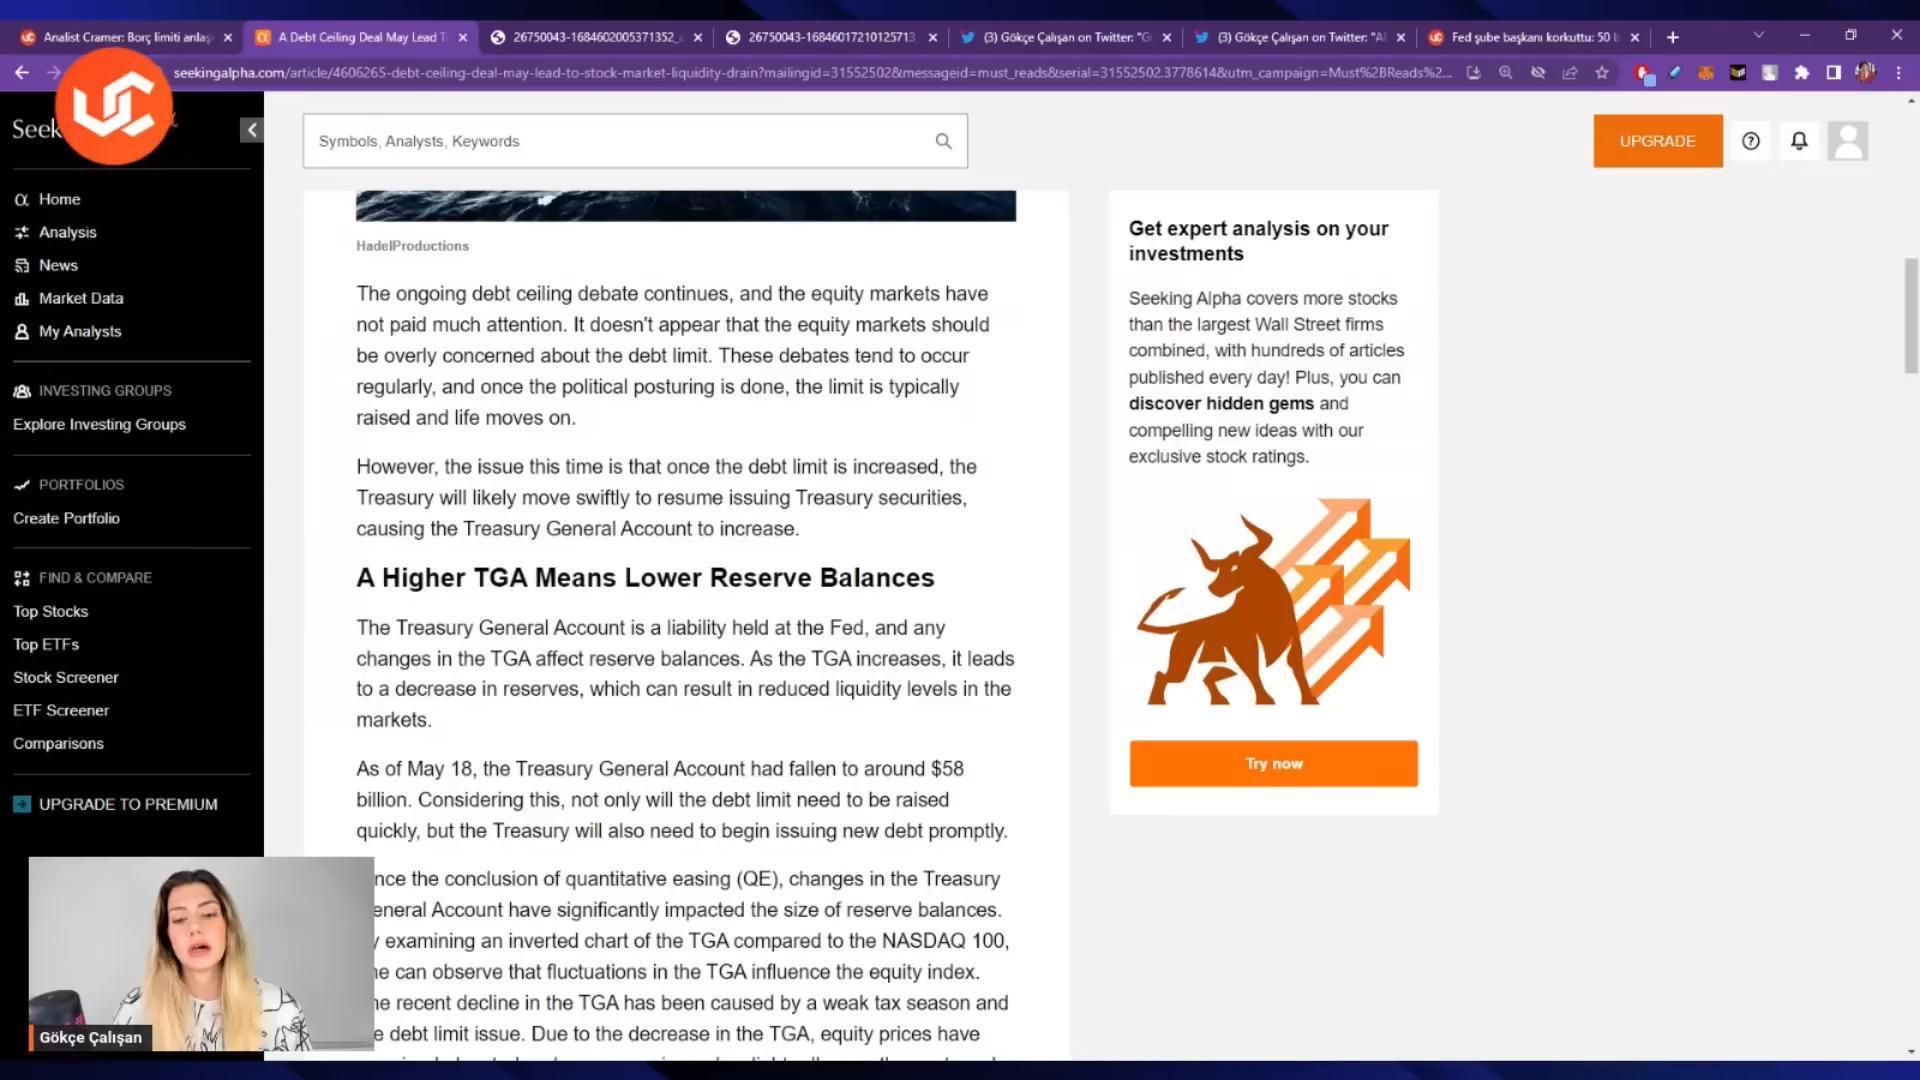 Analist Cramer: Borç limiti anlaş
A Debt Ceiling Deal May Lead T
26750043-1684602005371352_
26750043-16846017210125713_
(3) Gökçe Çalışan on Twitter: "G
(3) Gökçe Çalışan on Twitter: "Al
Fed şube başkanı korkuttu: 50 b
seekingalpha.com/article/4606265-debt-ceiling-deal-may-lead-to-stock-market-liquidity-drain?mailingid=31552502&messageid=must_reads&serial=31552502.3778614&utm_campaign=Must%2BReads%2...
Seek
Symbols, Analysts, Keywords
UPGRADE
Home
Analysis
News
Market Data
My Analysts
INVESTING GROUPS
Explore Investing Groups
PORTFOLIOS
Create Portfolio
FIND & COMPARE
Top Stocks
Top ETFs
Stock Screener
ETF Screener
Comparisons
UPGRADE TO PREMIUM
HadelProductions
The ongoing debt ceiling debate continues, and the equity markets have
not paid much attention. It doesn't appear that the equity markets should
be overly concerned about the debt limit. These debates tend to occur
regularly, and once the political posturing is done, the limit is typically
raised and life moves on.
However, the issue this time is that once the debt limit is increased, the
Treasury will likely move swiftly to resume issuing Treasury securities,
causing the Treasury General Account to increase.
A Higher TGA Means Lower Reserve Balances
The Treasury General Account is a liability held at the Fed, and any
changes in the TGA affect reserve balances. As the TGA increases, it leads
to a decrease in reserves, which can result in reduced liquidity levels in the
markets.
As of May 18, the Treasury General Account had fallen to around $58
billion. Considering this, not only will the debt limit need to be raised
quickly, but the Treasury will also need to begin issuing new debt promptly.
nce the conclusion of quantitative easing (QE), changes in the Treasury
eneral Account have significantly impacted the size of reserve balances.
y examining an inverted chart of the TGA compared to the NASDAQ 100,
ne can observe that fluctuations in the TGA influence the equity index.
he recent decline in the TGA has been caused by a weak tax season and
e debt limit issue. Due to the decrease in the TGA, equity prices have
Get expert analysis on your
investments
Seeking Alpha covers more stocks
than the largest Wall Street firms
combined, with hundreds of articles
published every day! Plus, you can
discover hidden gems and
compelling new ideas with our
exclusive stock ratings.
Try now
Gökçe Çalışan